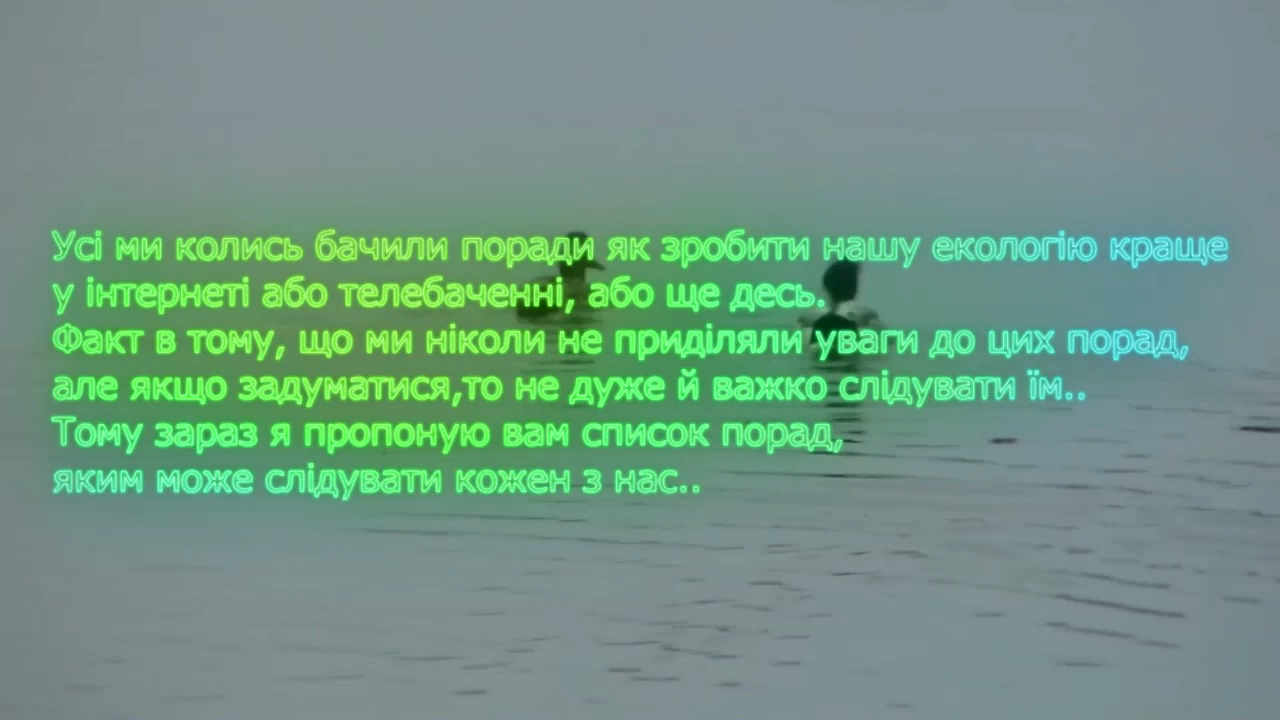 Усі ми колись бачили поради як зробити нашу екологію краще
у інтернеті або телебаченні, або ще десь.
Факт в тому, що ми ніколи не приділяли уваги до цих порад,
але якщо задуматися,то не дуже й важко слідувати їм..
Тому зараз я пропоную вам список порад,
яким може слідувати кожен з нас..